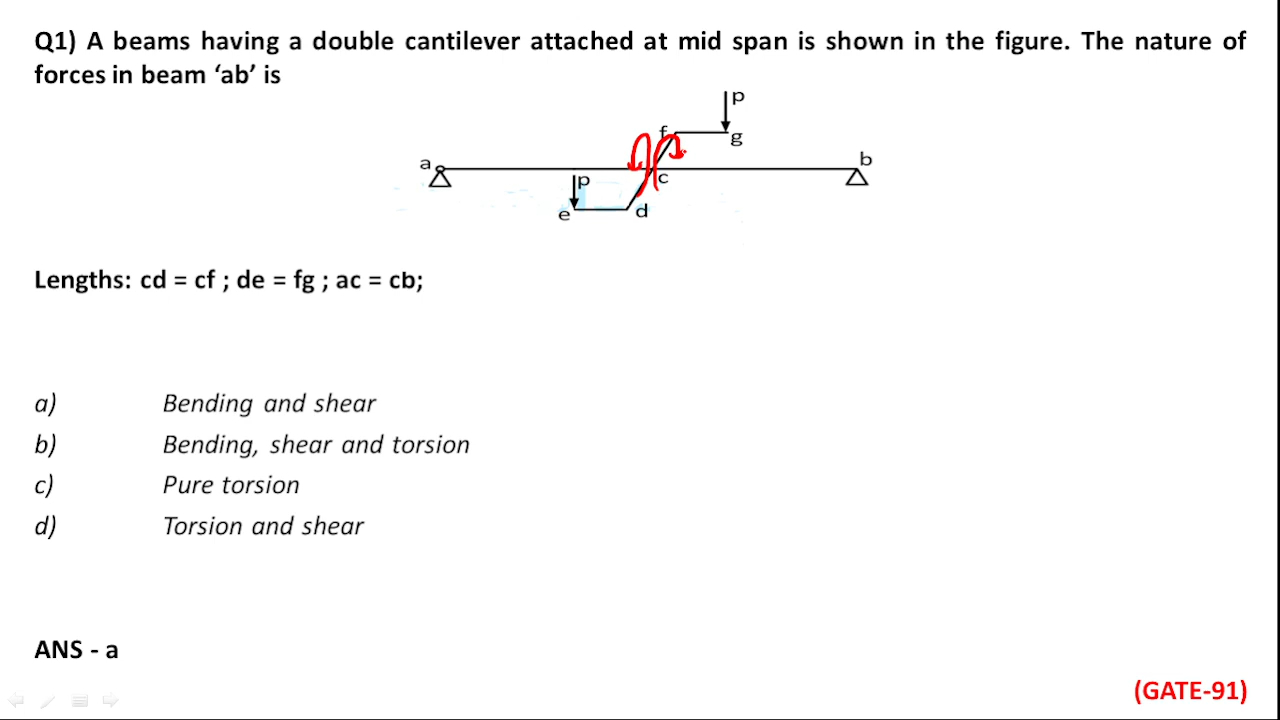 Q1) A beams having a double cantilever attached at mid span is shown in the figure. The nature of
forces in beam ‘ab’ is
p
f
g
a
b
p
c
e
d
Lengths: cd = cf ; de = fg ; ac = cb;
a) Bending and shear
b) Bending, shear and torsion
c) Pure torsion
d) Torsion and shear
ANS - a
(GATE-91)